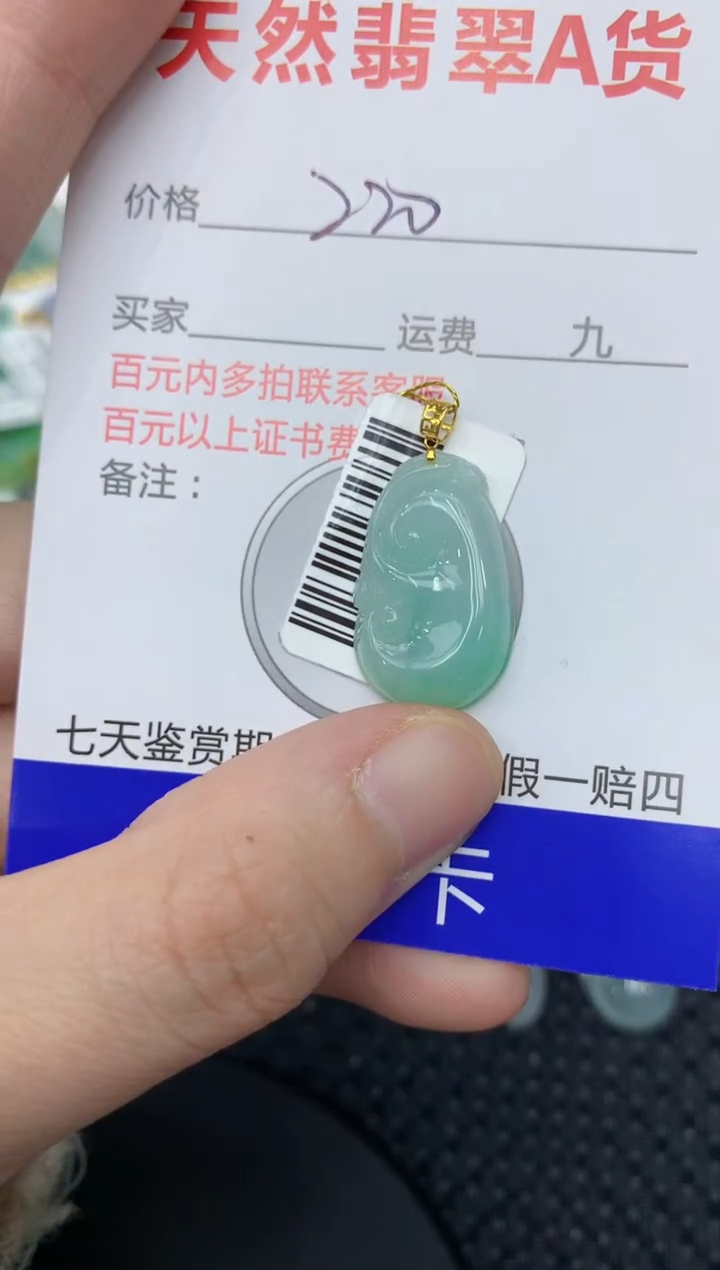 天然翡翠A货
价格 220
买家 运费 九
百元内多拍联系客服
百元以上证书费
备注：
七天鉴赏期 假一赔四
卡